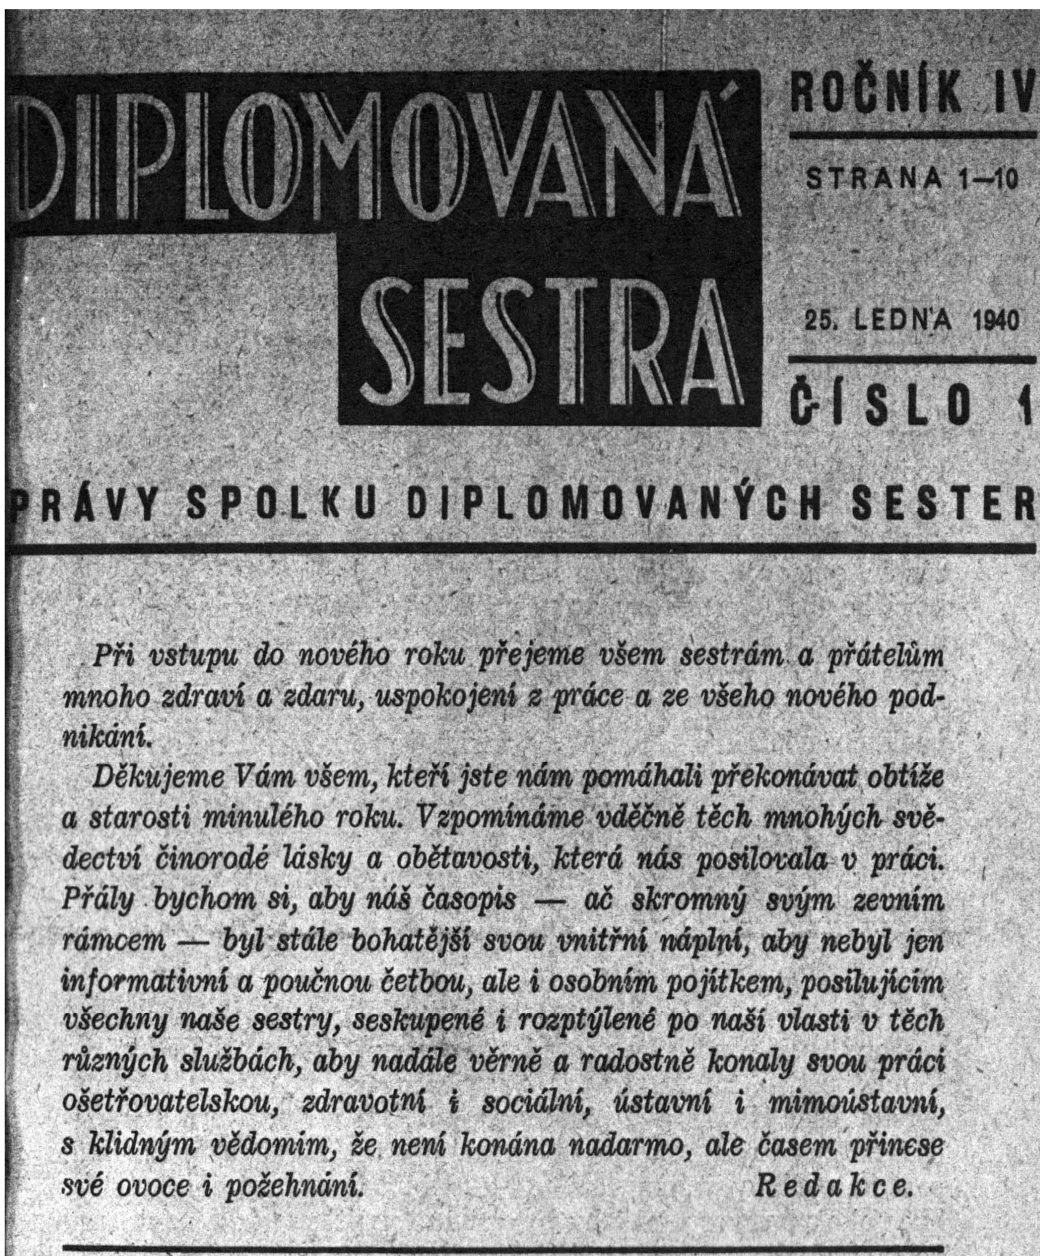 DIPLOMOVANÁ
SESTRA
ROČNÍK IV
STRANA 1—10
25. LEDNA 1940
ČÍSLO 1
PRÁVY SPOLKU DIPLOMOVANÝCH SESTER
Při vstupu do nového roku přejeme všem sestrám a přátelům
mnoho zdraví a zdaru, uspokojení z práce a ze všeho nového pod-
nikání.
Děkujeme Vám všem, kteří jste nám pomáhali překonávat obtíže
a starosti minulého roku. Vzpomínáme vděčně těch mnohých svě-
dectví činorodé lásky a obětavosti, která nás posilovala v práci.
Přály bychom si, aby náš časopis — ač skromný svým zevním
rámcem — byl stále bohatější svou vnitřní náplní, aby nebyl jen
informativní a poučnou četbou, ale i osobním pojítkem, posilujícím
všechny naše sestry, seskupené i rozptýlené po naší vlasti v těch
různých službách, aby nadále věrně a radostně konaly svou práci
ošetřovatelskou, zdravotní i sociální, ústavní i mimoústavní,
s klidným vědomím, že není konána nadarmo, ale časem přinese
své ovoce i požehnání. Redakce.